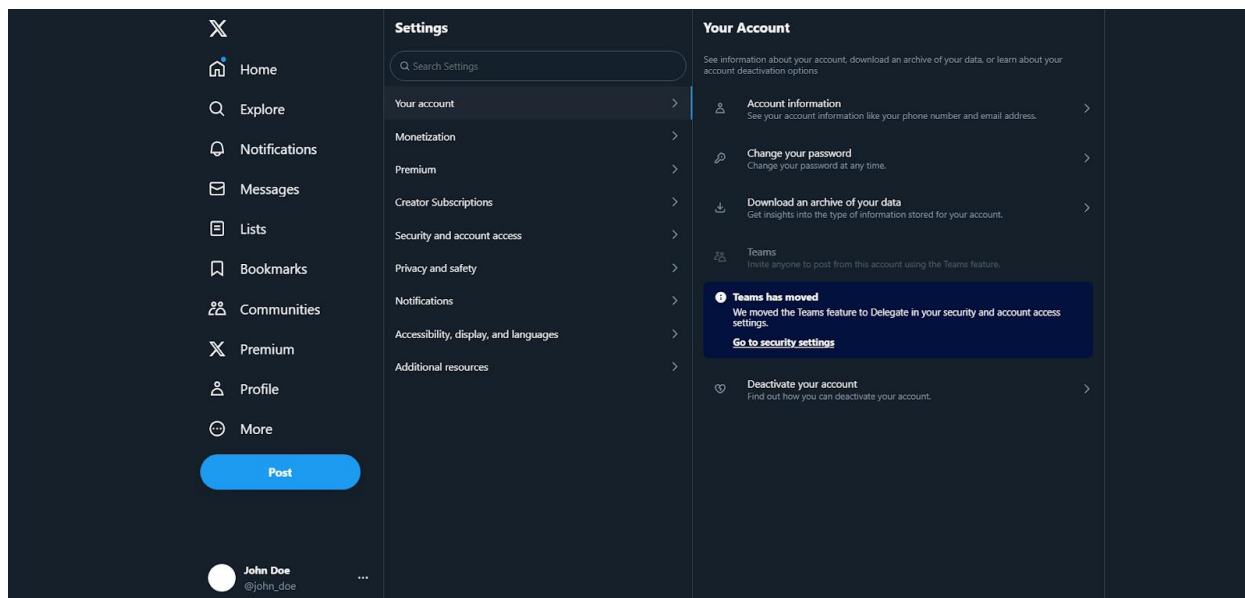 Home
Explore
Notifications
Messages
Lists
Bookmarks
Communities
Premium
Profile
More
Post
John Doe
@john_doe
Settings
Search Settings
Your account
Monetization
Premium
Creator Subscriptions
Security and account access
Privacy and safety
Notifications
Accessibility, display, and languages
Additional resources
Your Account
See information about your account, download an archive of your data, or learn about your
account deactivation options
Account information
See your account information like your phone number and email address.
Change your password
Change your password at any time.
Download an archive of your data
Get insights into the type of information stored for your account.
Teams
Invite anyone to post from this account using the Teams feature.
Teams has moved
We moved the Teams feature to Delegate in your security and account access
settings.
Go to security settings
Deactivate your account
Find out how you can deactivate your account.